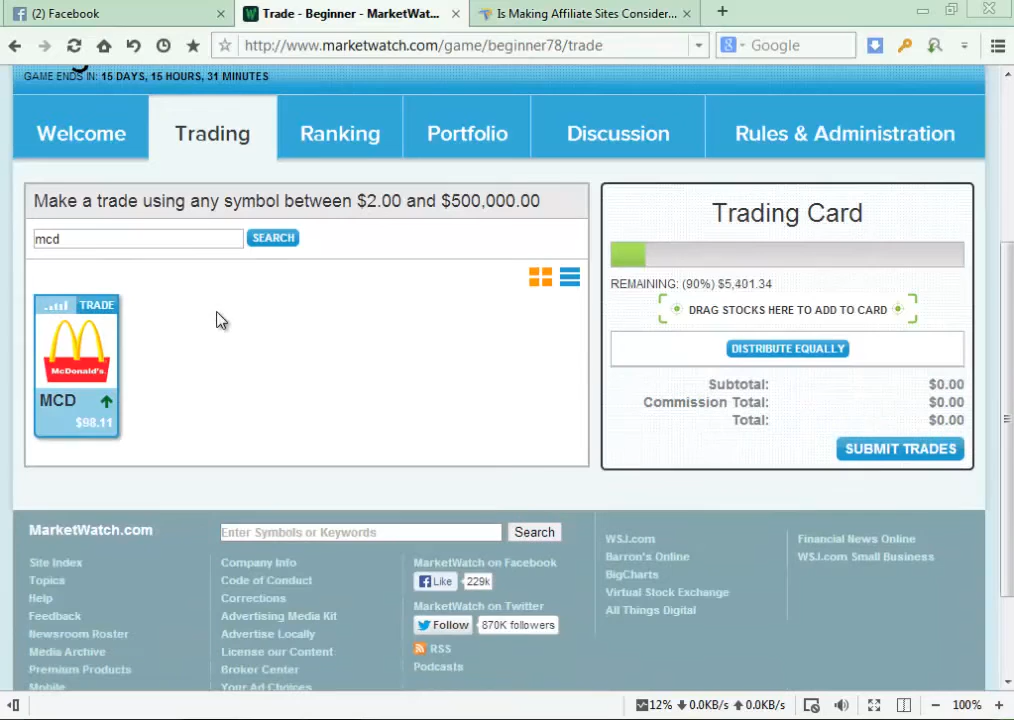 (2) Facebook
Trade - Beginner - MarketWat...
Is Making Affiliate Sites Consider...
http://www.marketwatch.com/game/beginner78/trade
Google
GAME ENDS IN: 15 DAYS, 15 HOURS, 31 MINUTES
Welcome
Trading
Ranking
Portfolio
Discussion
Rules & Administration
Make a trade using any symbol between $2.00 and $500,000.00
mcd
SEARCH
TRADE
McDonald's.
MCD
$98.11
Trading Card
REMAINING: (90%) $5,401.34
DRAG STOCKS HERE TO ADD TO CARD
DISTRIBUTE EQUALLY
Subtotal: $0.00
Commission Total: $0.00
Total: $0.00
SUBMIT TRADES
MarketWatch.com
Enter Symbols or Keywords
Search
Site Index
Topics
Help
Feedback
Newsroom Roster
Media Archive
Premium Products
Mobile
Company Info
Code of Conduct
Corrections
Advertising Media Kit
Advertise Locally
License our Content
Broker Center
Your Ad Choices
MarketWatch on Facebook
Like 229k
MarketWatch on Twitter
Follow 870K followers
RSS
Podcasts
WSJ.com
Barron's Online
BigCharts
Virtual Stock Exchange
All Things Digital
Financial News Online
WSJ.com Small Business
12% 0.0KB/s 0.0KB/s
100%